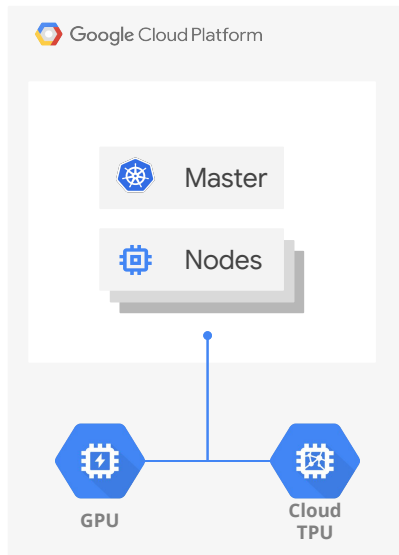 Google Cloud Platform
Master
Nodes
GPU
Cloud
TPU